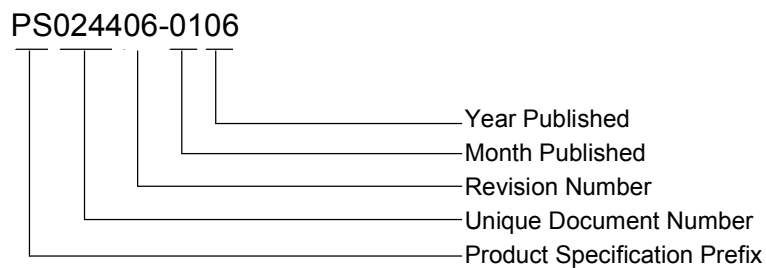 PS024406-0106
Year Published
Month Published
Revision Number
Unique Document Number
Product Specification Prefix